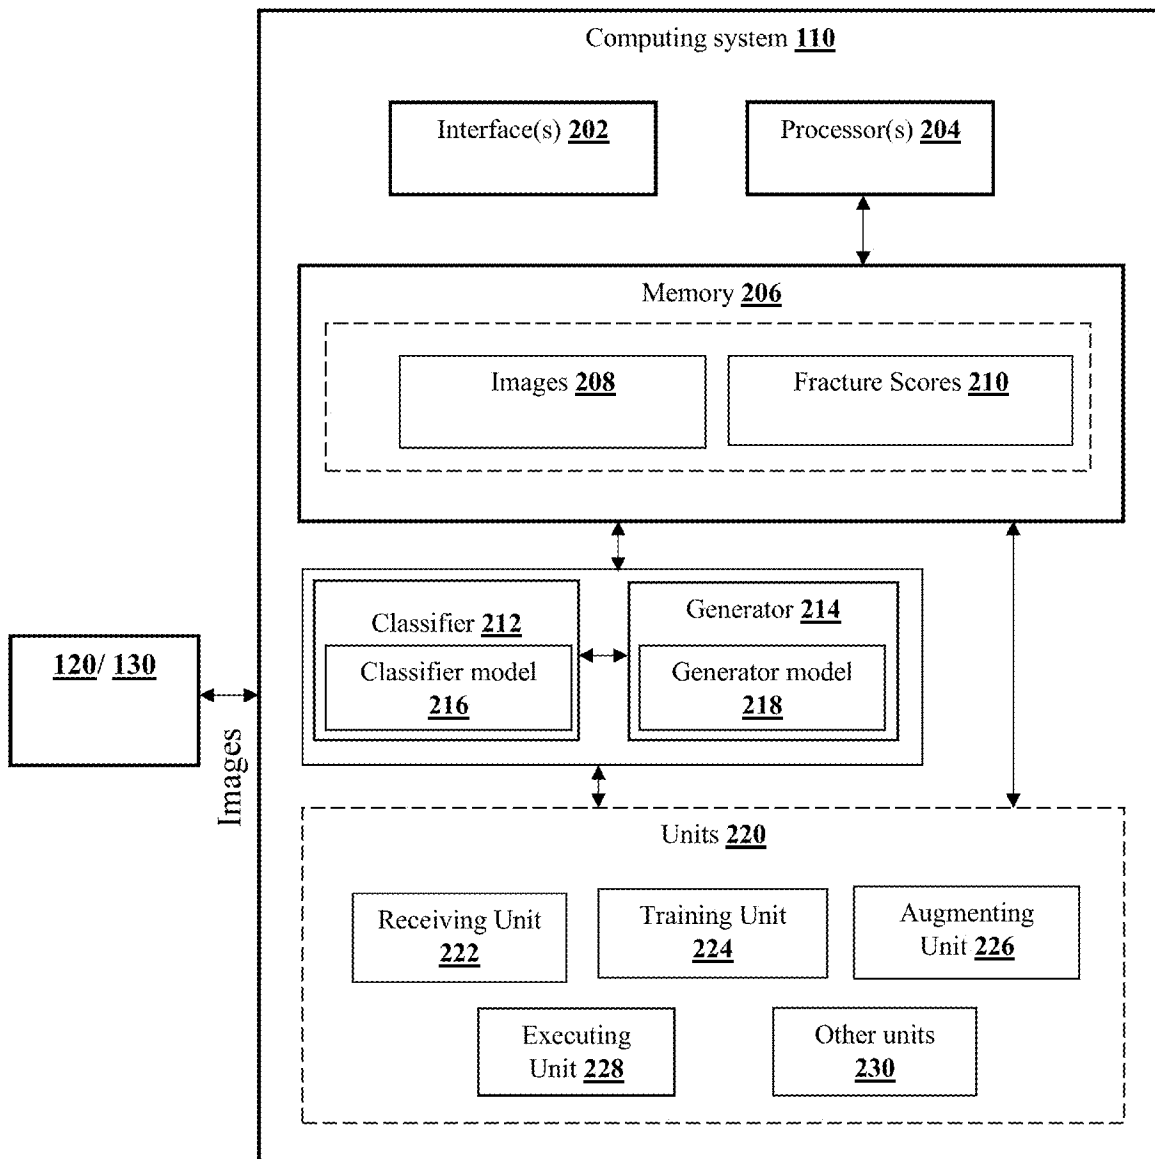 Computing system 110
Interface(s) 202
Processor(s) 204
Memory 206
Images 208
Fracture Scores 210
Classifier 212
Classifier model
216
Generator 214
Generator model
218
120/ 130
Images
Units 220
Receiving Unit
222
Training Unit
224
Augmenting
Unit 226
Executing
Unit 228
Other units
230